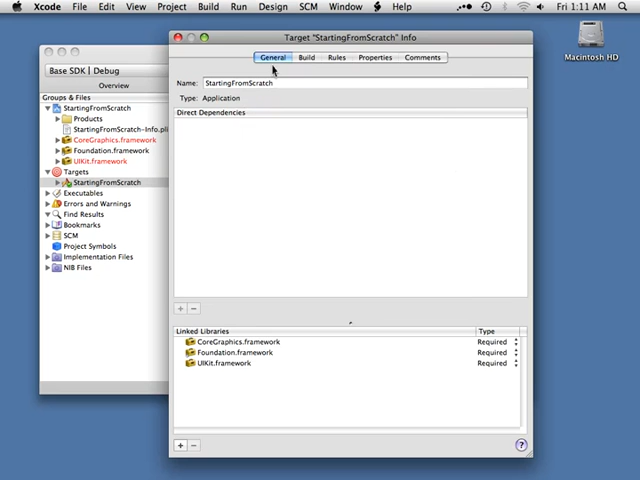 Xcode File Edit View Project Build Run Design SCM Window Help Fri 1:11 AM
Target "StartingFromScratch" Info
Macintosh HD
Base SDK | Debug
Overview
General Build Rules Properties Comments
Groups & Files
Name: StartingFromScratch
Type: Application
Direct Dependencies
StartingFromScratch
Products
StartingFromScratch-Info.pli
CoreGraphics.framework
Foundation.framework
UIKit.framework
Targets
StartingFromScratch
Executables
Errors and Warnings
Find Results
Bookmarks
SCM
Project Symbols
Implementation Files
NIB Files
Linked Libraries Type
CoreGraphics.framework Required
Foundation.framework Required
UIKit.framework Required